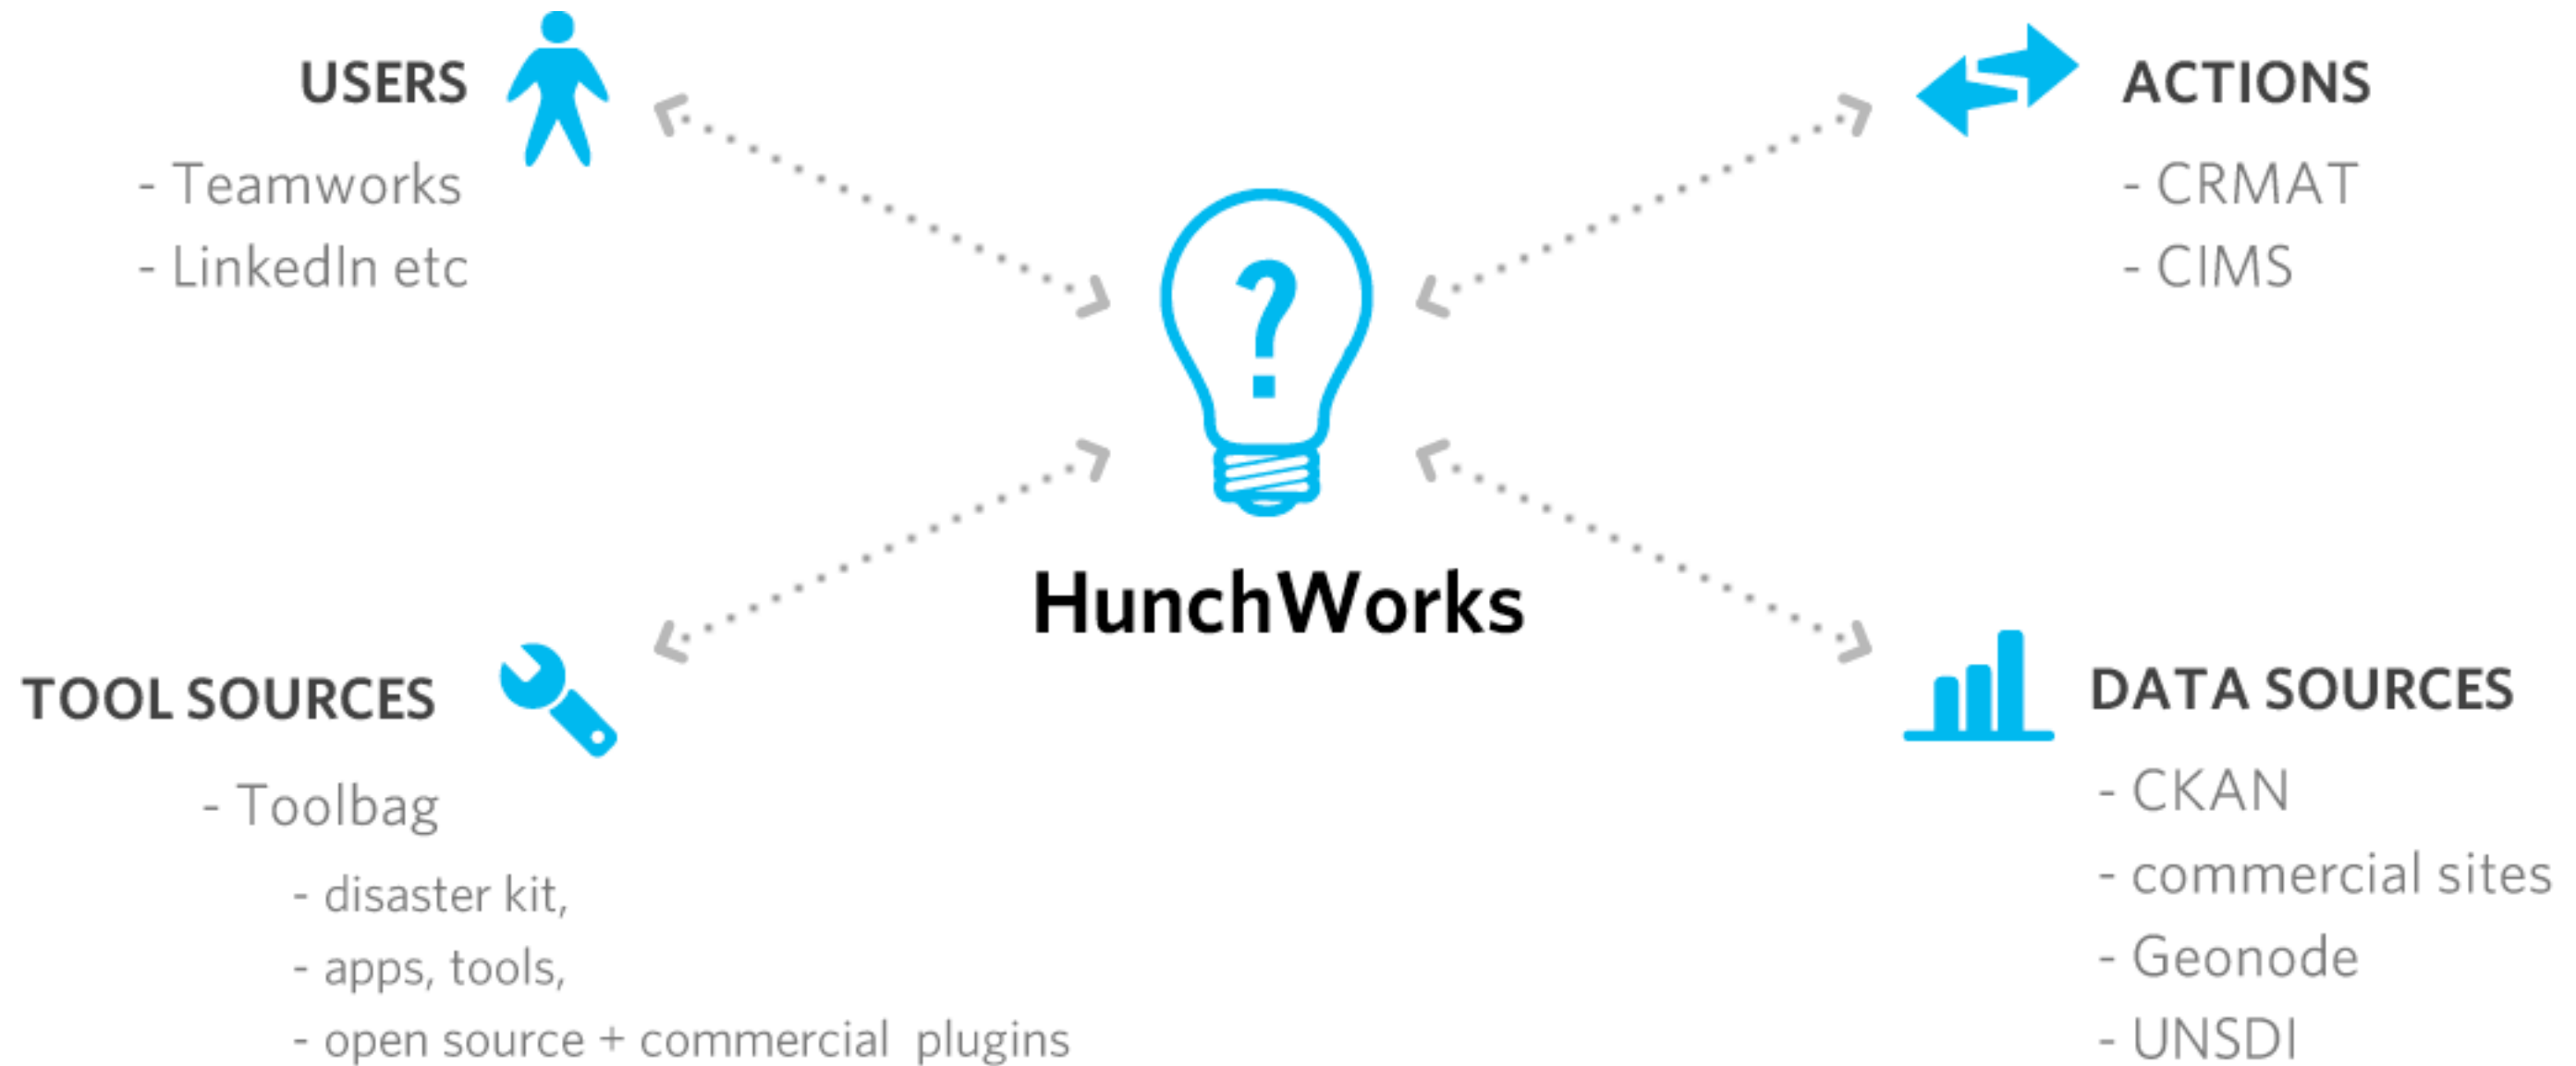 USERS
- Teamworks
- LinkedIn etc
ACTIONS
- CRMAT
- CIMS
?
HunchWorks
TOOL SOURCES
- Toolbag
- disaster kit,
- apps, tools,
- open source + commercial plugins
DATA SOURCES
- CKAN
- commercial sites
- Geonode
- UNSDI